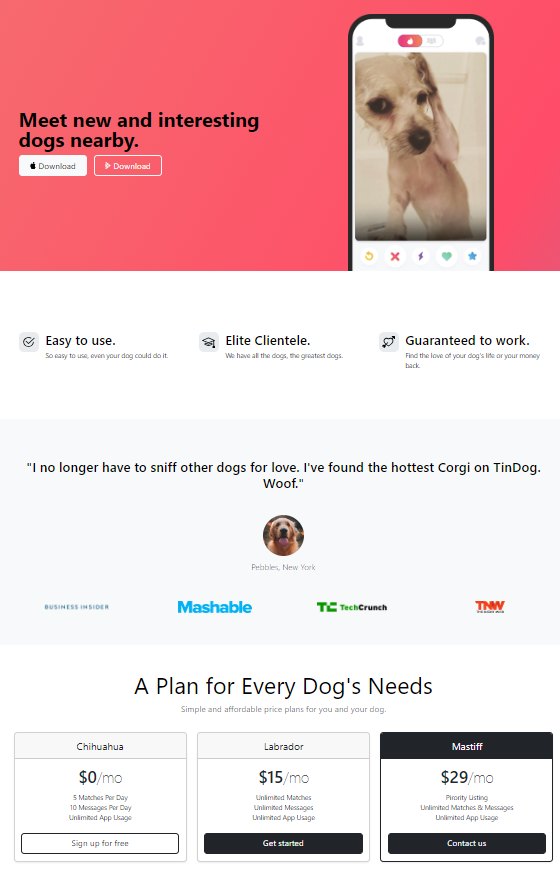 Meet new and interesting
dogs nearby.
Download
Download
Easy to use.
So easy to use, even your dog could do it.
Elite Clientele.
We have all the dogs, the greatest dogs.
Guaranteed to work.
Find the love of your dog's life or your money
back.
"I no longer have to sniff other dogs for love. I've found the hottest Corgi on TinDog.
Woof."
Pebbles, New York
BUSINESS INSIDER
Mashable
TC TechCrunch
TNW
A Plan for Every Dog's Needs
Simple and affordable price plans for you and your dog.
Chihuahua
$0/mo
5 Matches Per Day
10 Messages Per Day
Unlimited App Usage
Sign up for free
Labrador
$15/mo
Unlimited Matches
Unlimited Messages
Unlimited App Usage
Get started
Mastiff
$29/mo
Pirority Listing
Unlimited Matches & Messages
Unlimited App Usage
Contact us